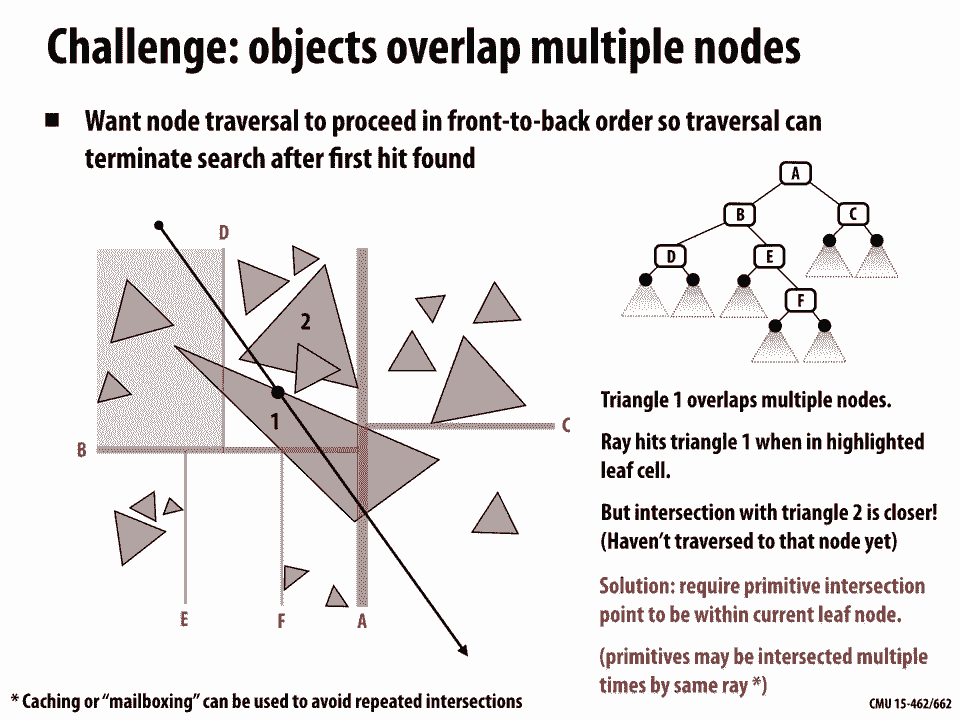 Challenge: objects overlap multiple nodes
■ Want node traversal to proceed in front-to-back order so traversal can
terminate search after first hit found
A
B
C
D
E
F
D
2
1
B
C
E
F
A
Triangle 1 overlaps multiple nodes.
Ray hits triangle 1 when in highlighted
leaf cell.
But intersection with triangle 2 is closer!
(Haven’t traversed to that node yet)
Solution: require primitive intersection
point to be within current leaf node.
(primitives may be intersected multiple
times by same ray *)
* Caching or “mailboxing” can be used to avoid repeated intersections
CMU 15-462/662